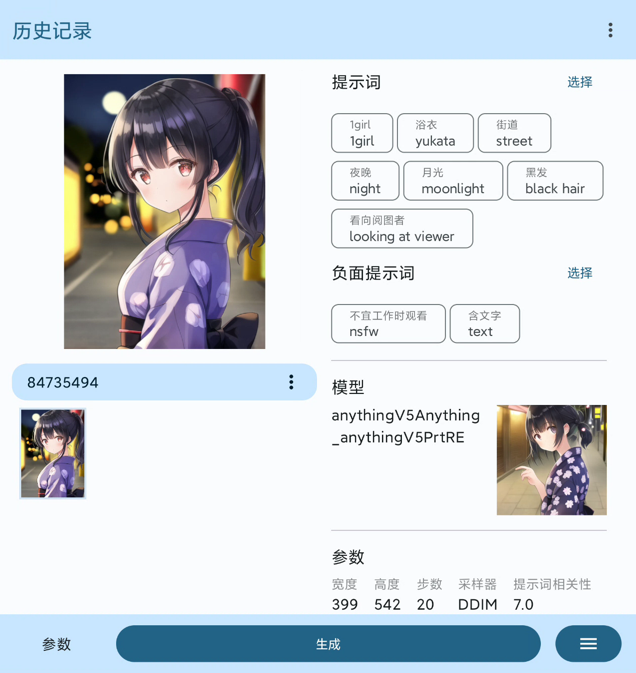 历史记录
84735494
提示词 选择
1girl
1girl
浴衣
yukata
街道
street
夜晚
night
月光
moonlight
黑发
black hair
看向阅图者
looking at viewer
负面提示词 选择
不宜工作时观看
nsfw
含文字
text
模型
anythingV5Anything
_anythingV5PrtRE
参数
宽度 高度 步数 采样器 提示词相关性
399 542 20 DDIM 7.0
参数 生成